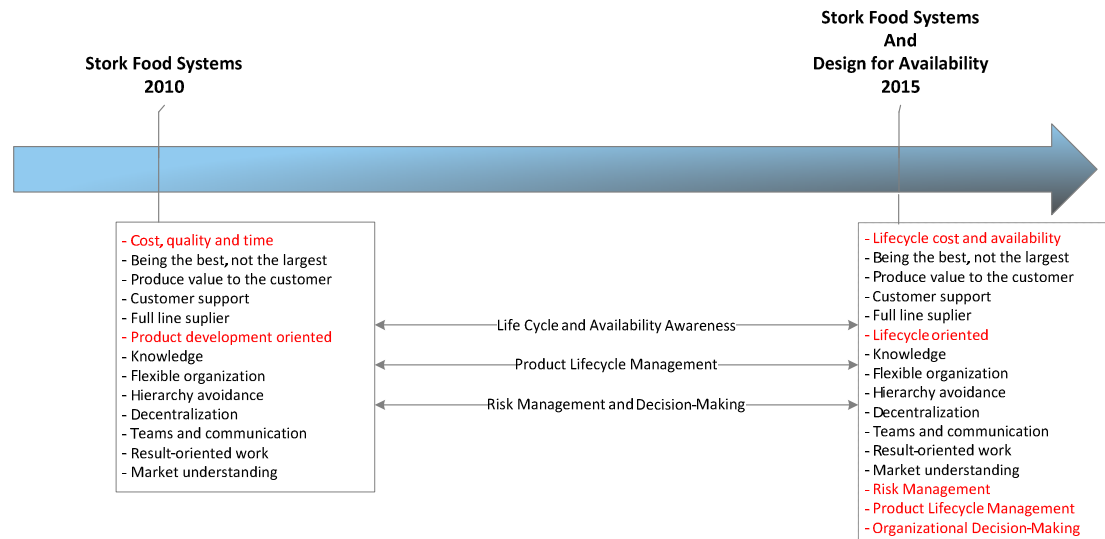 Stork Food Systems
2010
Stork Food Systems
And
Design for Availability
2015
- Cost, quality and time
- Being the best, not the largest
- Produce value to the customer
- Customer support
- Full line suplier
- Product development oriented
- Knowledge
- Flexible organization
- Hierarchy avoidance
- Decentralization
- Teams and communication
- Result-oriented work
- Market understanding
Life Cycle and Availability Awareness
Product Lifecycle Management
Risk Management and Decision-Making
- Lifecycle cost and availability
- Being the best, not the largest
- Produce value to the customer
- Customer support
- Full line suplier
- Lifecycle oriented
- Knowledge
- Flexible organization
- Hierarchy avoidance
- Decentralization
- Teams and communication
- Result-oriented work
- Market understanding
- Risk Management
- Product Lifecycle Management
- Organizational Decision-Making